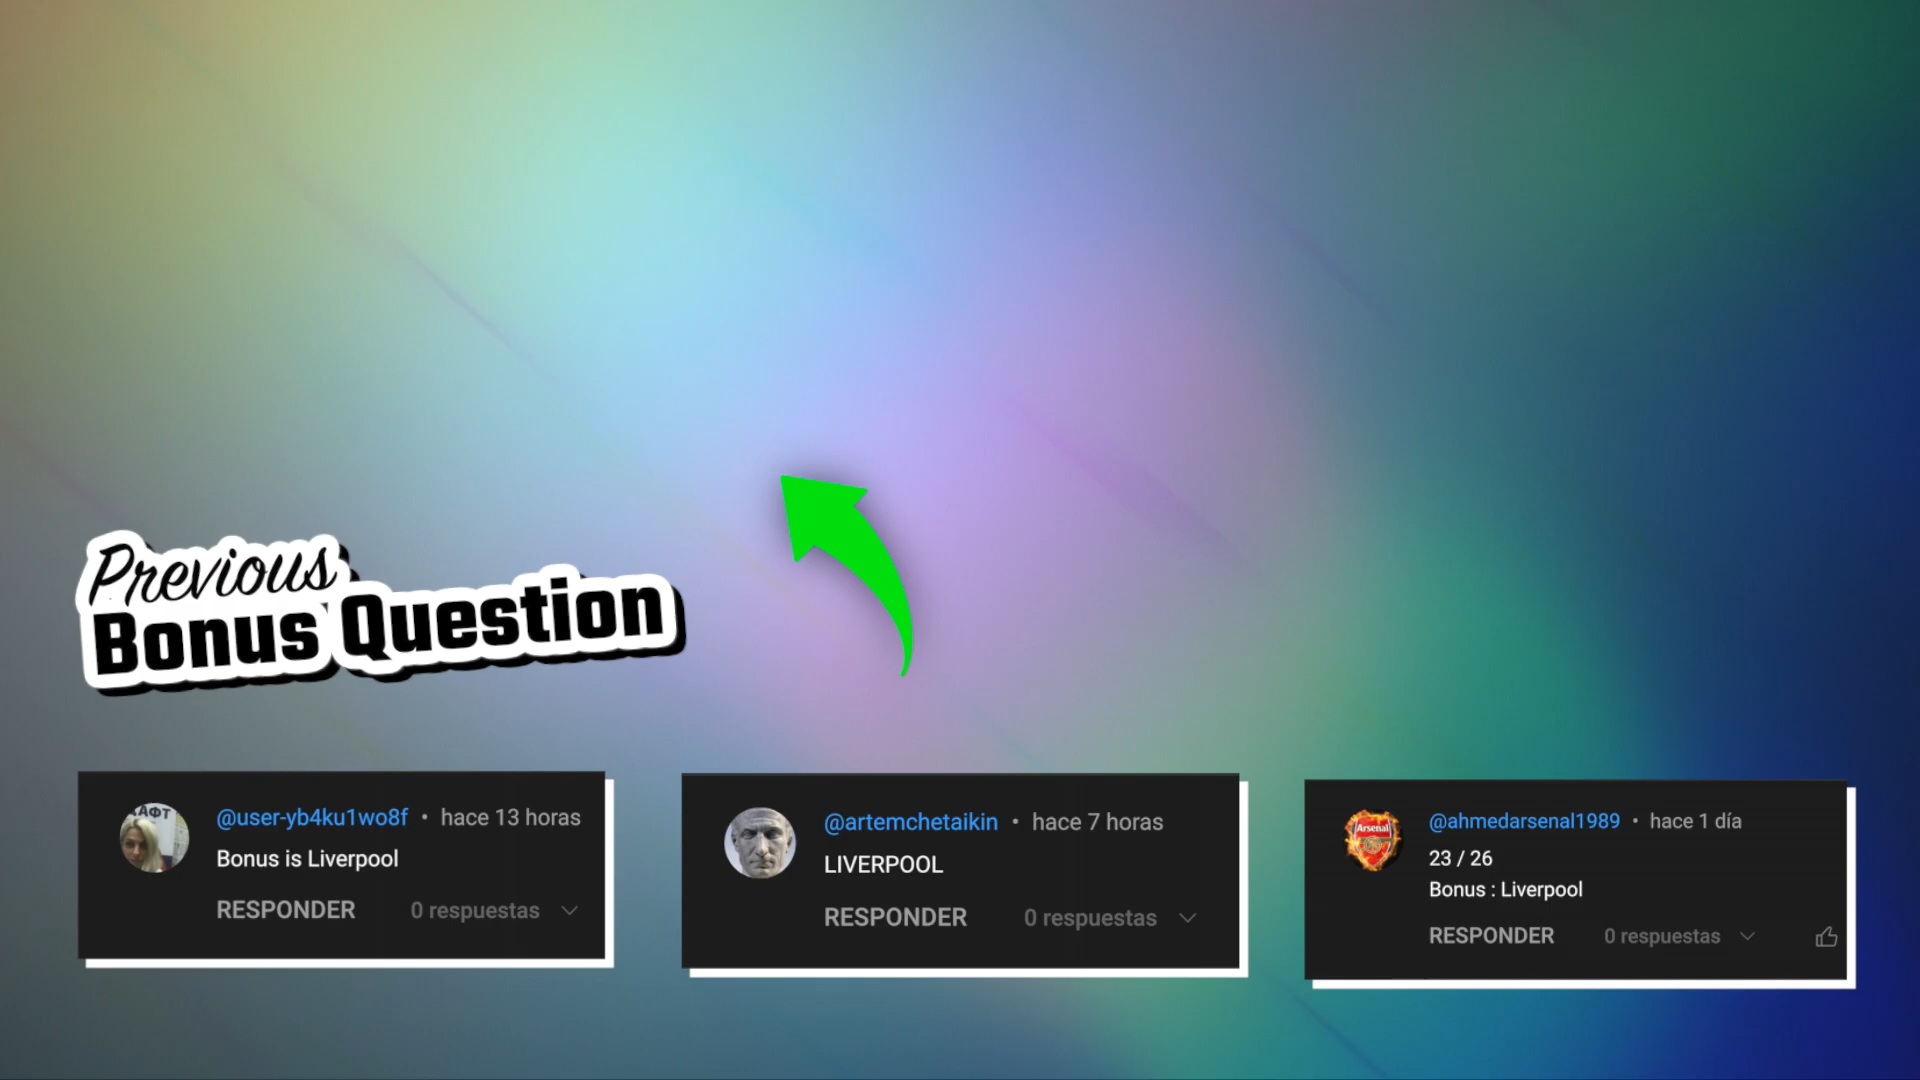 Previous
Bonus Question
@user-yb4ku1wo8f • hace 13 horas
Bonus is Liverpool
RESPONDER 0 respuestas
@artemchetaikin • hace 7 horas
LIVERPOOL
RESPONDER 0 respuestas
Arsenal
@ahmedarsenal1989 • hace 1 día
23 / 26
Bonus : Liverpool
RESPONDER 0 respuestas